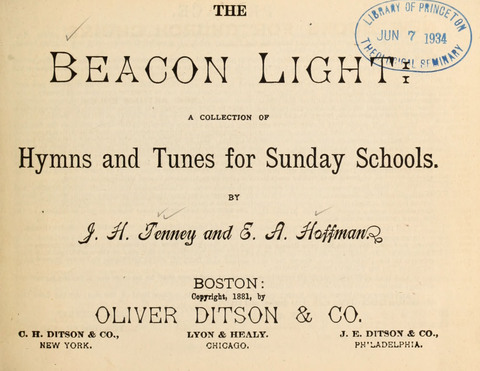 THE
BEACON LIGHT:
LIBRARY OF PRINCETON
JUN 7 1934
THEOLOGICAL SEMINARY
A COLLECTION OF
Hymns and Tunes for Sunday Schools.
BY
J. H. Tenney and E. A. Hoffman
BOSTON:
Copyright, 1881, by
OLIVER DITSON & CO.
C. H. DITSON & CO., LYON & HEALY. J. E. DITSON & CO.,
NEW YORK. CHICAGO. PHILADELPHIA.